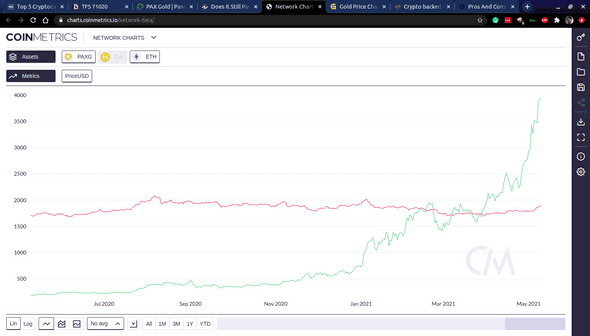 Top 5 Cryptoc
TFS 71020
PAX Gold | Pax
Does It Still Pa
Network Chart
Gold Price Cha
Crypto backed
Pros And Cons
charts.coinmetrics.io/network-data/
COINMETRICS
NETWORK CHARTS
Assets
PAXG
ETH
Metrics
PriceUSD
4000
3500
3000
2500
2000
1500
1000
500
Jul 2020
Sep 2020
Nov 2020
Jan 2021
Mar 2021
May 2021
CM
Lin
Log
No avg
All
1M
3M
1Y
YTD